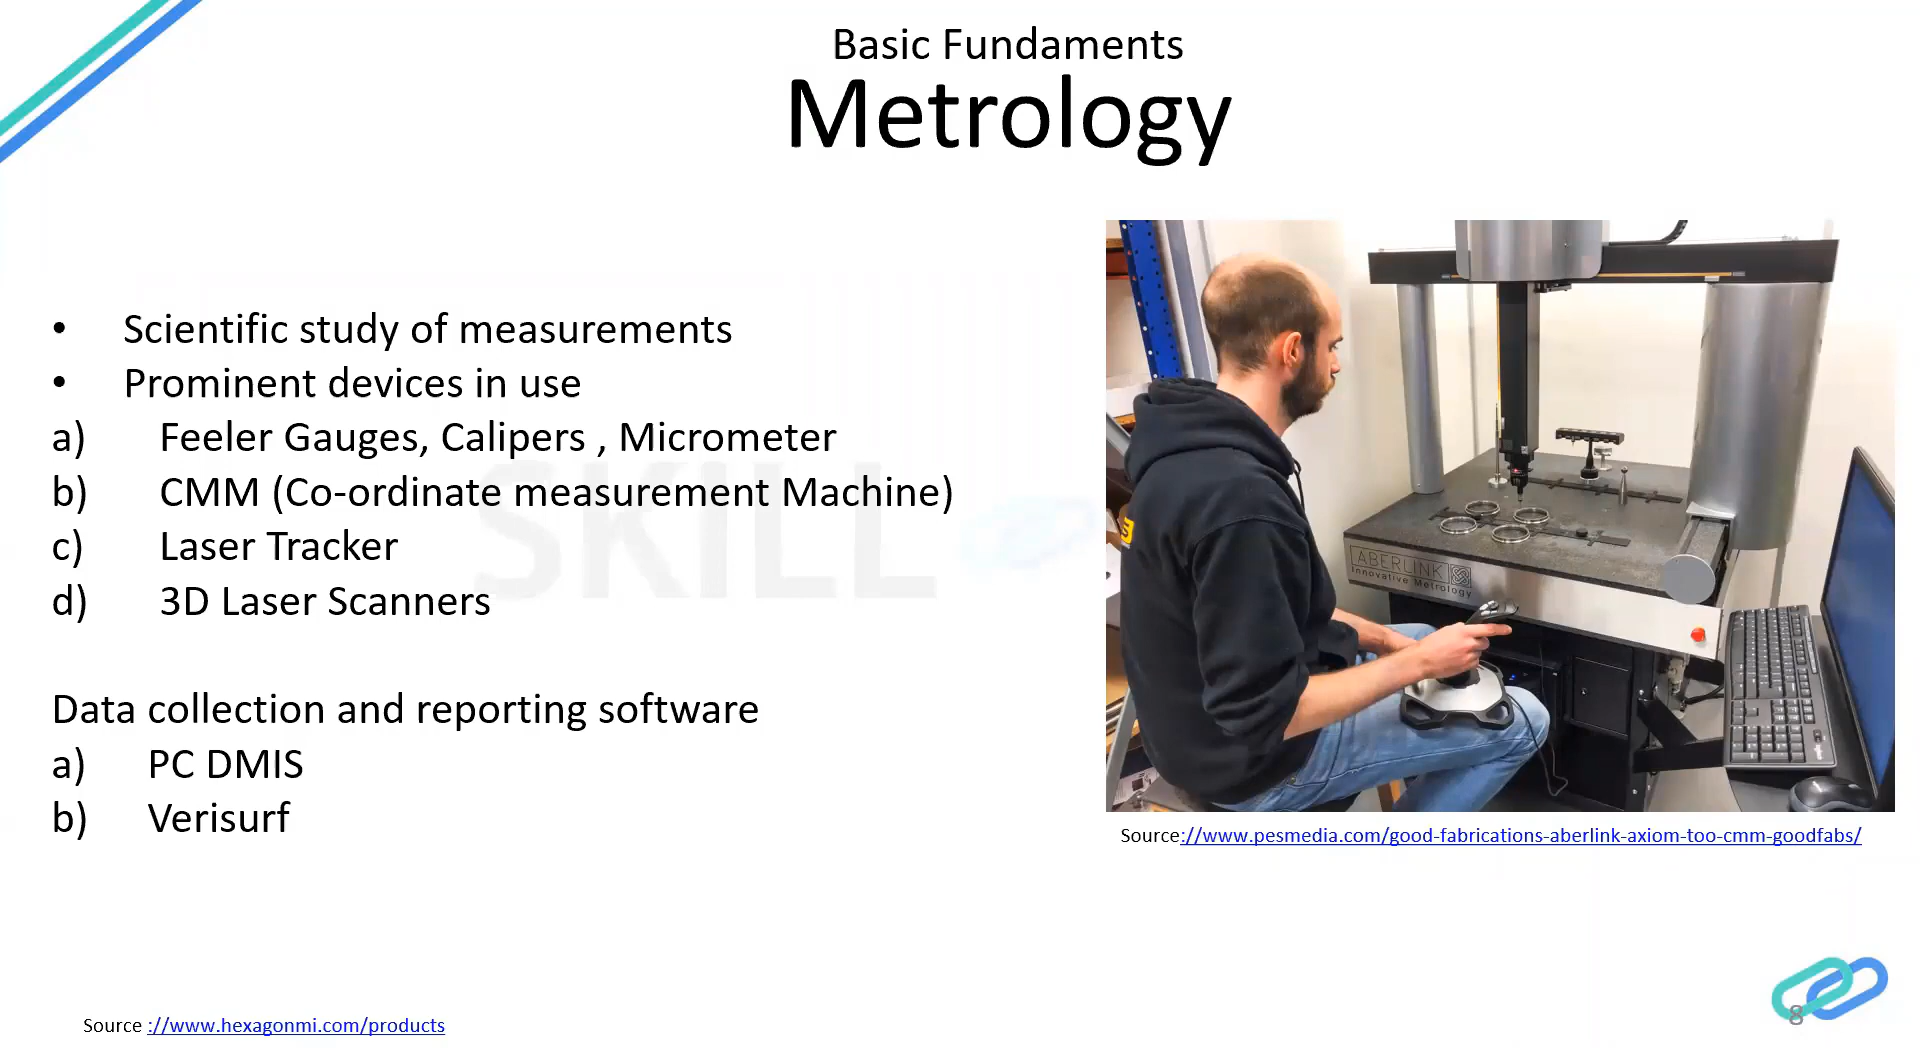 Basic Fundaments
Metrology
• Scientific study of measurements
• Prominent devices in use
a) Feeler Gauges, Calipers , Micrometer
b) CMM (Co-ordinate measurement Machine)
c) Laser Tracker
d) 3D Laser Scanners
SKILL
Data collection and reporting software
a) PC DMIS
b) Verisurf
ABERLINK
Innovative Metrology
Source://www.pesmedia.com/good-fabrications-aberlink-axiom-too-cmm-goodfabs/
Source ://www.hexagonmi.com/products
8